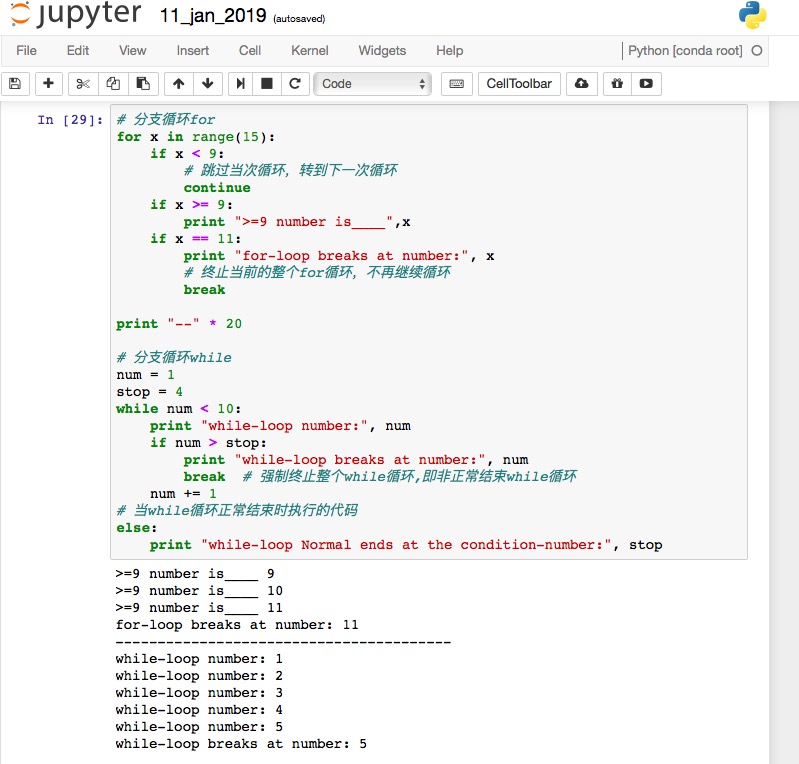 jupyter 11_jan_2019 (autosaved)
File Edit View Insert Cell Kernel Widgets Help Python [conda root]
Code CellToolbar
In [29]: # 分支循环for
for x in range(15):
    if x < 9:
        # 跳过当次循环，转到下一次循环
        continue
    if x >= 9:
        print ">=9 number is____",x
    if x == 11:
        print "for-loop breaks at number:", x
        # 终止当前的整个for循环，不再继续循环
        break
print "--" * 20
# 分支循环while
num = 1
stop = 4
while num < 10:
    print "while-loop number:", num
    if num > stop:
        print "while-loop breaks at number:", num
        break  # 强制终止整个while循环,即非正常结束while循环
    num += 1
# 当while循环正常结束时执行的代码
else:
    print "while-loop Normal ends at the condition-number:", stop
>=9 number is____ 9
>=9 number is____ 10
>=9 number is____ 11
for-loop breaks at number: 11
----------------------------------------
while-loop number: 1
while-loop number: 2
while-loop number: 3
while-loop number: 4
while-loop number: 5
while-loop breaks at number: 5